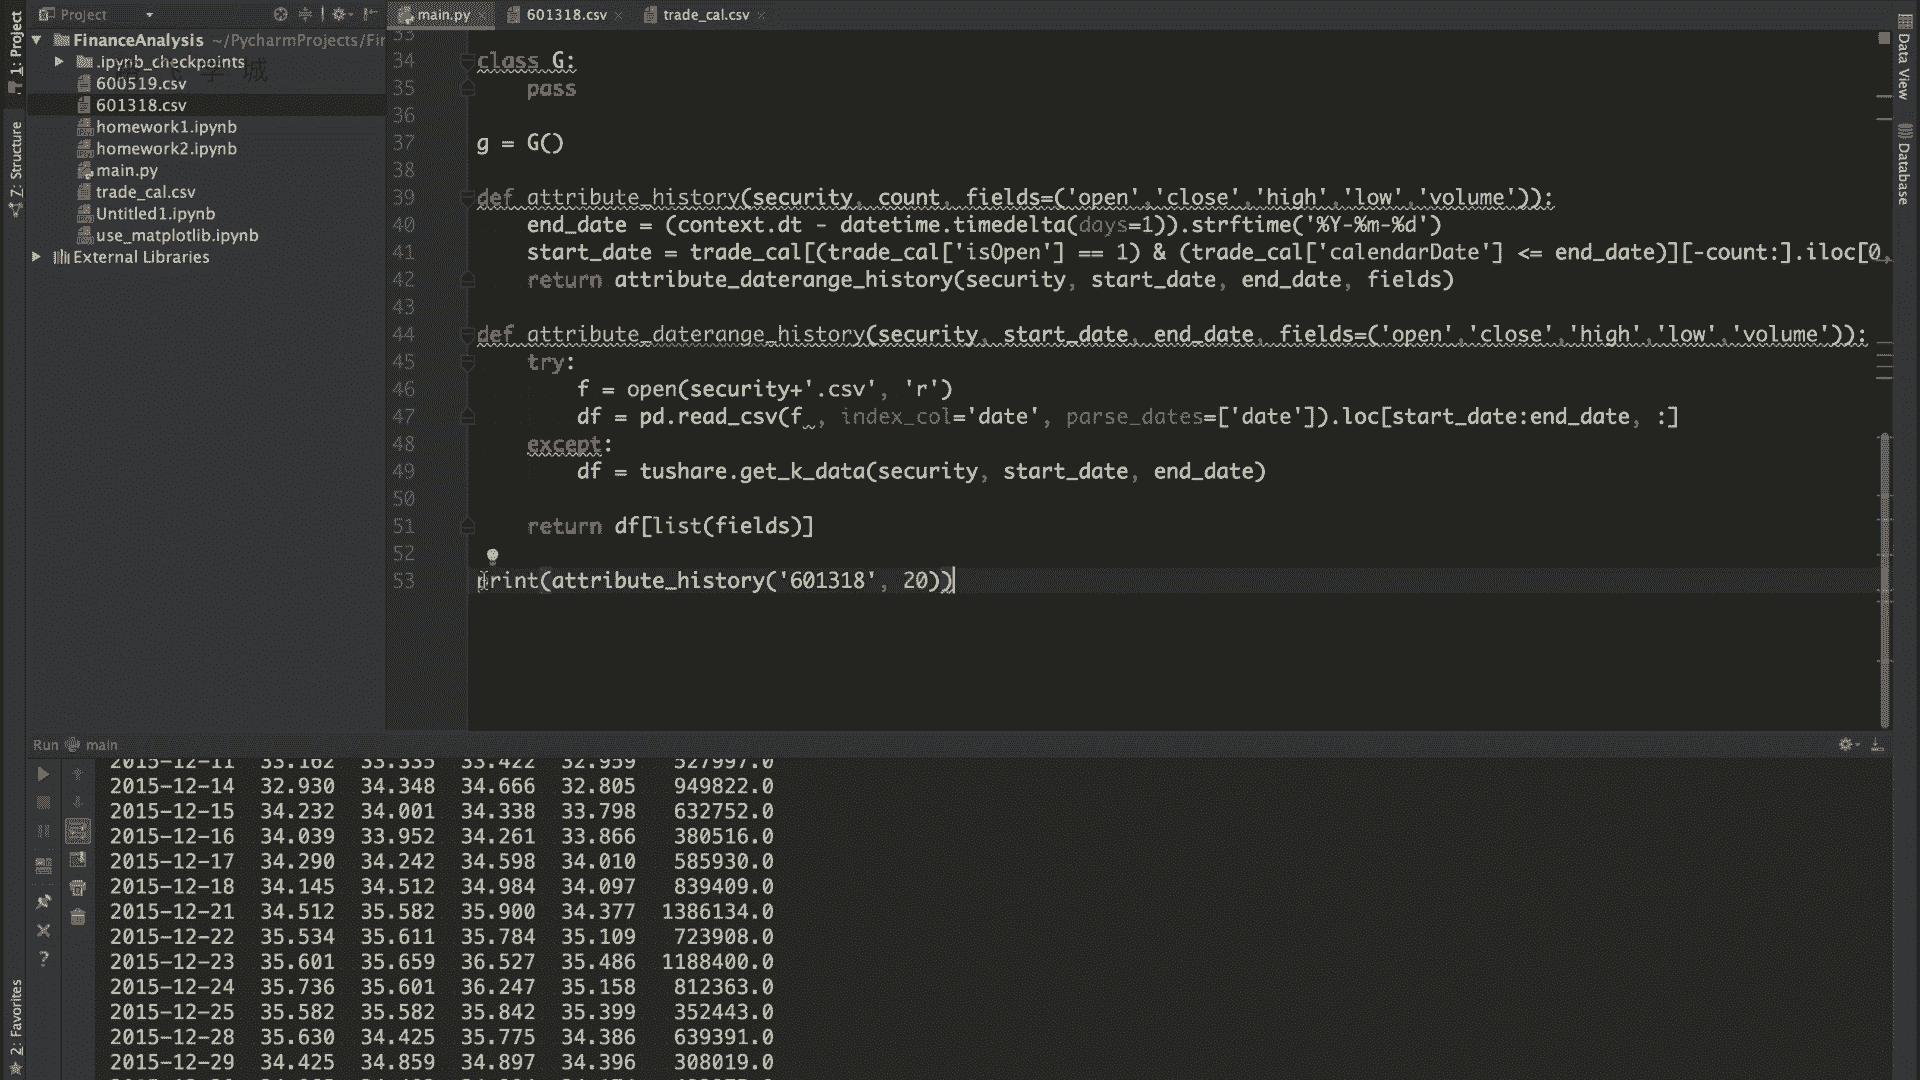 Project
main.py
601318.csv
trade_cal.csv
1: Project
FinanceAnalysis ~/PycharmProjects/Fir
.ipynb_checkpoints
学城
600519.csv
601318.csv
homework1.ipynb
homework2.ipynb
main.py
trade_cal.csv
Untitled1.ipynb
use_matplotlib.ipynb
External Libraries
Z: Structure
33
34 class G:
35 pass
36
37 g = G()
38
39 def attribute_history(security, count, fields=('open','close','high','low','volume')):
40 end_date = (context.dt - datetime.timedelta(days=1)).strftime('%Y-%m-%d')
41 start_date = trade_cal[(trade_cal['isOpen'] == 1) & (trade_cal['calendarDate'] <= end_date)][-count:].iloc[0,
42 return attribute_daterange_history(security, start_date, end_date, fields)
43
44 def attribute_daterange_history(security, start_date, end_date, fields=('open','close','high','low','volume')):
45 try:
46 f = open(security+'.csv', 'r')
47 df = pd.read_csv(f , index_col='date', parse_dates=['date']).loc[start_date:end_date, :]
48 except:
49 df = tushare.get_k_data(security, start_date, end_date)
50
51 return df[list(fields)]
52
53 print(attribute_history('601318', 20))
Data View
Database
Run main
2015-12-11 33.162 33.335 33.422 32.959 527997.0
2015-12-14 32.930 34.348 34.666 32.805 949822.0
2015-12-15 34.232 34.001 34.338 33.798 632752.0
2015-12-16 34.039 33.952 34.261 33.866 380516.0
2015-12-17 34.290 34.242 34.598 34.010 585930.0
2015-12-18 34.145 34.512 34.984 34.097 839409.0
2015-12-21 34.512 35.582 35.900 34.377 1386134.0
2015-12-22 35.534 35.611 35.784 35.109 723908.0
2015-12-23 35.601 35.659 36.527 35.486 1188400.0
2015-12-24 35.736 35.601 36.247 35.158 812363.0
2015-12-25 35.582 35.582 35.842 35.399 352443.0
2015-12-28 35.630 34.425 35.775 34.386 639391.0
2015-12-29 34.425 34.859 34.897 34.396 308019.0
2: Favorites